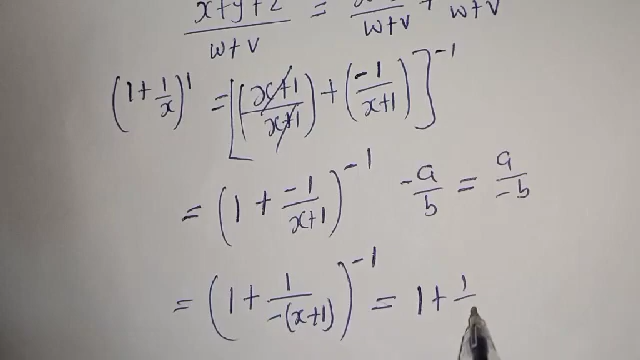 x+y+z/w+v = /w+v + /w+v
(1+1/x)^1 = [(x+1/x+1)+(-1/x+1)]^-1
= (1+-1/x+1)^-1 -a/b = a/-b
= (1+1/-(x+1))^-1 = 1+1/